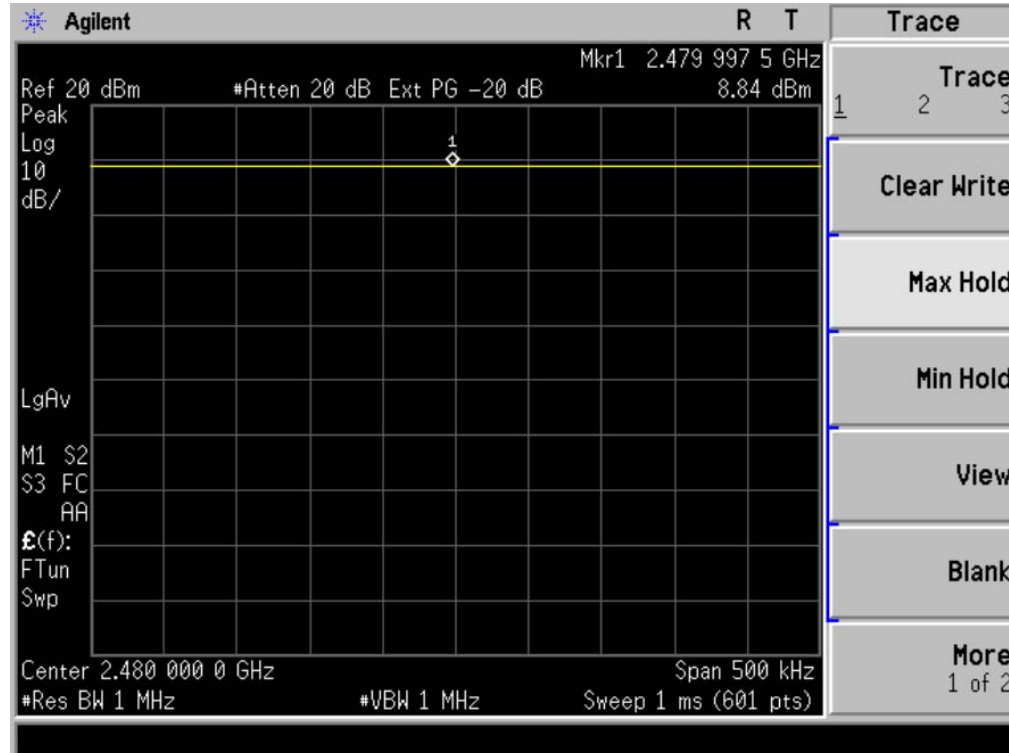 Agilent R T Trace
Mkr1 2.479 997 5 GHz
Ref 20 dBm #Atten 20 dB Ext PG -20 dB 8.84 dBm
Peak
Log
10
dB/
1
LgAv
M1 S2
S3 FC
AA
£(f):
FTun
Swp
Center 2.480 000 0 GHz Span 500 kHz
#Res BW 1 MHz #VBW 1 MHz Sweep 1 ms (601 pts)
Trace
1 2 3
Clear Write
Max Hold
Min Hold
View
Blank
More
1 of 2